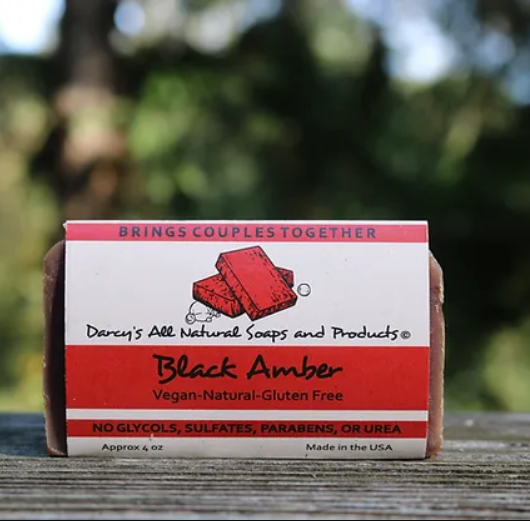 BRINGS COUPLES TOGETHER
Darcy's All Natural Soaps and Products©
Black Amber
Vegan-Natural-Gluten Free
NO GLYCOLS, SULFATES, PARABENS, OR UREA
Approx 4 oz Made in the USA